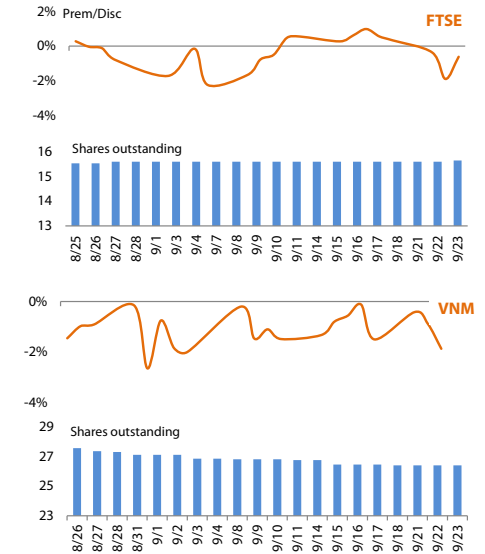 2% Prem/Disc
FTSE
0%
-2%
-4%
Shares outstanding
16
15
14
13
8/25 8/26 8/27 8/28 9/1 9/3 9/4 9/7 9/8 9/9 9/10 9/11 9/14 9/15 9/16 9/17 9/18 9/21 9/22 9/23
0%
VNM
-2%
-4%
29
Shares outstanding
27
25
23
8/26 8/27 8/28 8/31 9/1 9/2 9/3 9/4 9/8 9/9 9/10 9/11 9/14 9/15 9/16 9/17 9/18 9/21 9/22 9/23